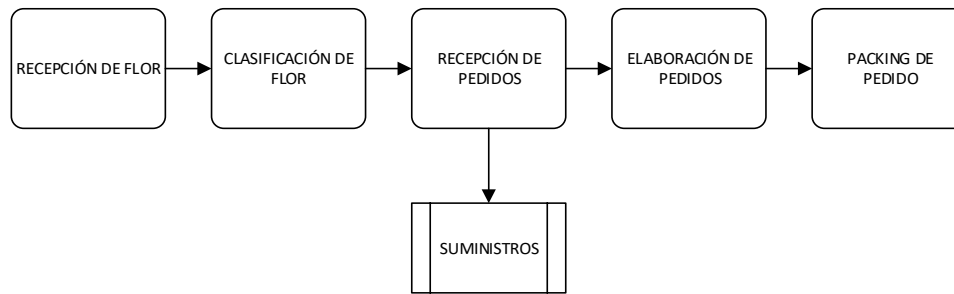 RECEPCIÓN DE FLOR
CLASIFICACIÓN DE
FLOR
RECEPCIÓN DE
PEDIDOS
ELABORACIÓN DE
PEDIDOS
PACKING DE
PEDIDO
SUMINISTROS